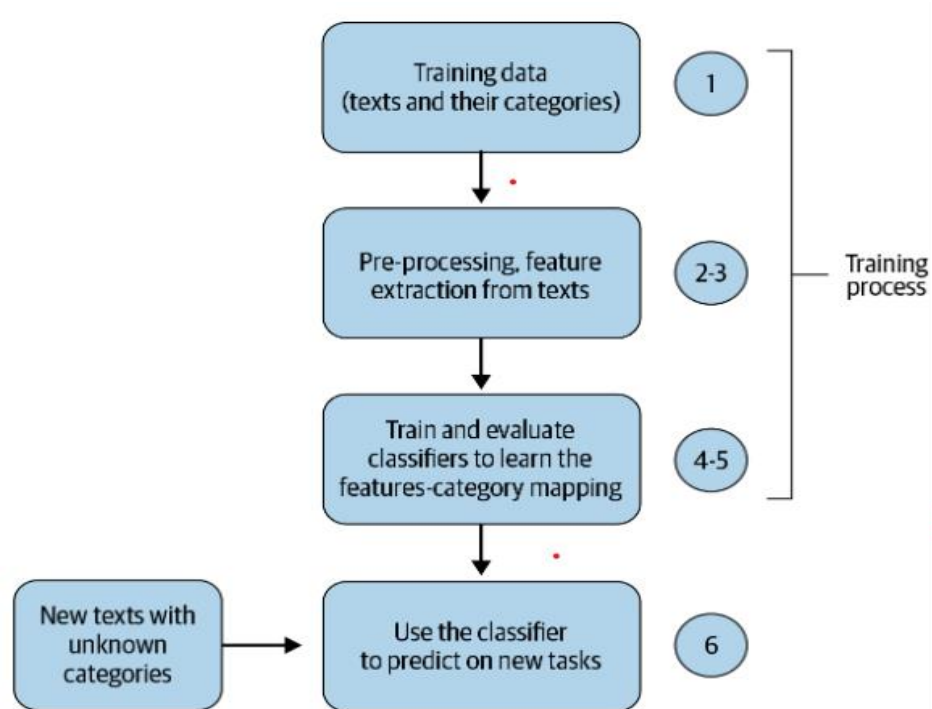 Training data
(texts and their categories)
1
Pre-processing, feature
extraction from texts
2-3
Training
process
Train and evaluate
classifiers to learn the
features-category mapping
4-5
New texts with
unknown
categories
Use the classifier
to predict on new tasks
6